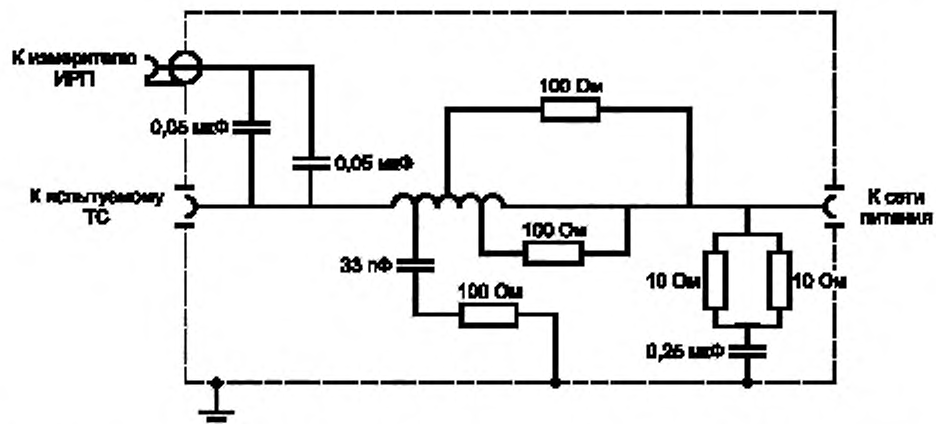 К измерителю
ИРП
100 Ом
0,05 мкФ
0,05 мкФ
К испытуемому
ТС
К сети
питания
100 Ом
33 пФ
100 Ом
10 Ом
10 Ом
0,25 мкФ